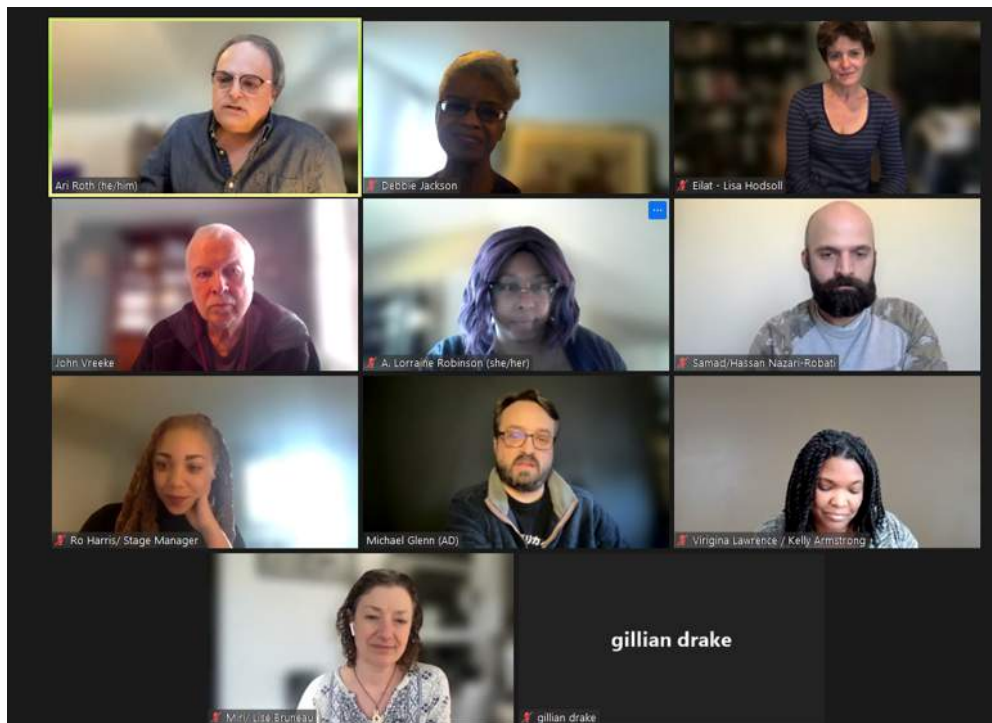 Ari Roth (he/him)
Debbie Jackson
Eilat - Lisa Hodsoll
John Vreeke
A. Lorraine Robinson (she/her)
Samad/Hassan Nazari-Robati
Ro Harris/ Stage Manager
Michael Glenn (AD)
Virigina Lawrence / Kelly Armstrong
Miri/ Lise Bruneau
gillian drake
gillian drake